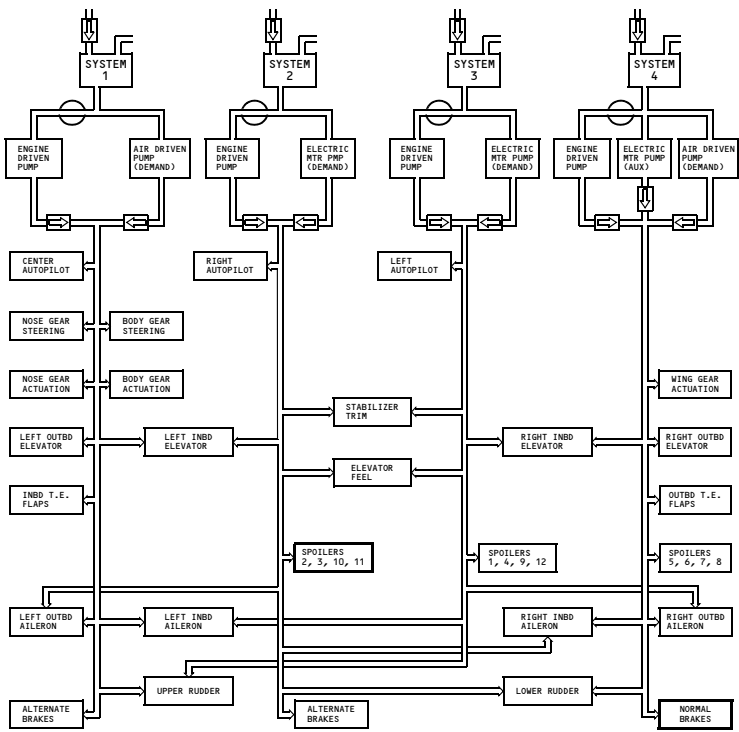 SYSTEM
1
SYSTEM
2
SYSTEM
3
SYSTEM
4
ENGINE
DRIVEN
PUMP
AIR DRIVEN
PUMP
(DEMAND)
ENGINE
DRIVEN
PUMP
ELECTRIC
MTR PMP
(DEMAND)
ENGINE
DRIVEN
PUMP
ELECTRIC
MTR PUMP
(DEMAND)
ENGINE
DRIVEN
PUMP
ELECTRIC
MTR PUMP
(AUX)
AIR DRIVEN
PUMP
(DEMAND)
CENTER
AUTOPILOT
RIGHT
AUTOPILOT
LEFT
AUTOPILOT
NOSE GEAR
STEERING
BODY GEAR
STEERING
NOSE GEAR
ACTUATION
BODY GEAR
ACTUATION
WING GEAR
ACTUATION
STABILIZER
TRIM
LEFT OUTBD
ELEVATOR
LEFT INBD
ELEVATOR
RIGHT INBD
ELEVATOR
RIGHT OUTBD
ELEVATOR
ELEVATOR
FEEL
INBD T.E.
FLAPS
OUTBD T.E.
FLAPS
SPOILERS
2, 3, 10, 11
SPOILERS
1, 4, 9, 12
SPOILERS
5, 6, 7, 8
LEFT OUTBD
AILERON
LEFT INBD
AILERON
RIGHT INBD
AILERON
RIGHT OUTBD
AILERON
UPPER RUDDER
LOWER RUDDER
ALTERNATE
BRAKES
ALTERNATE
BRAKES
NORMAL
BRAKES